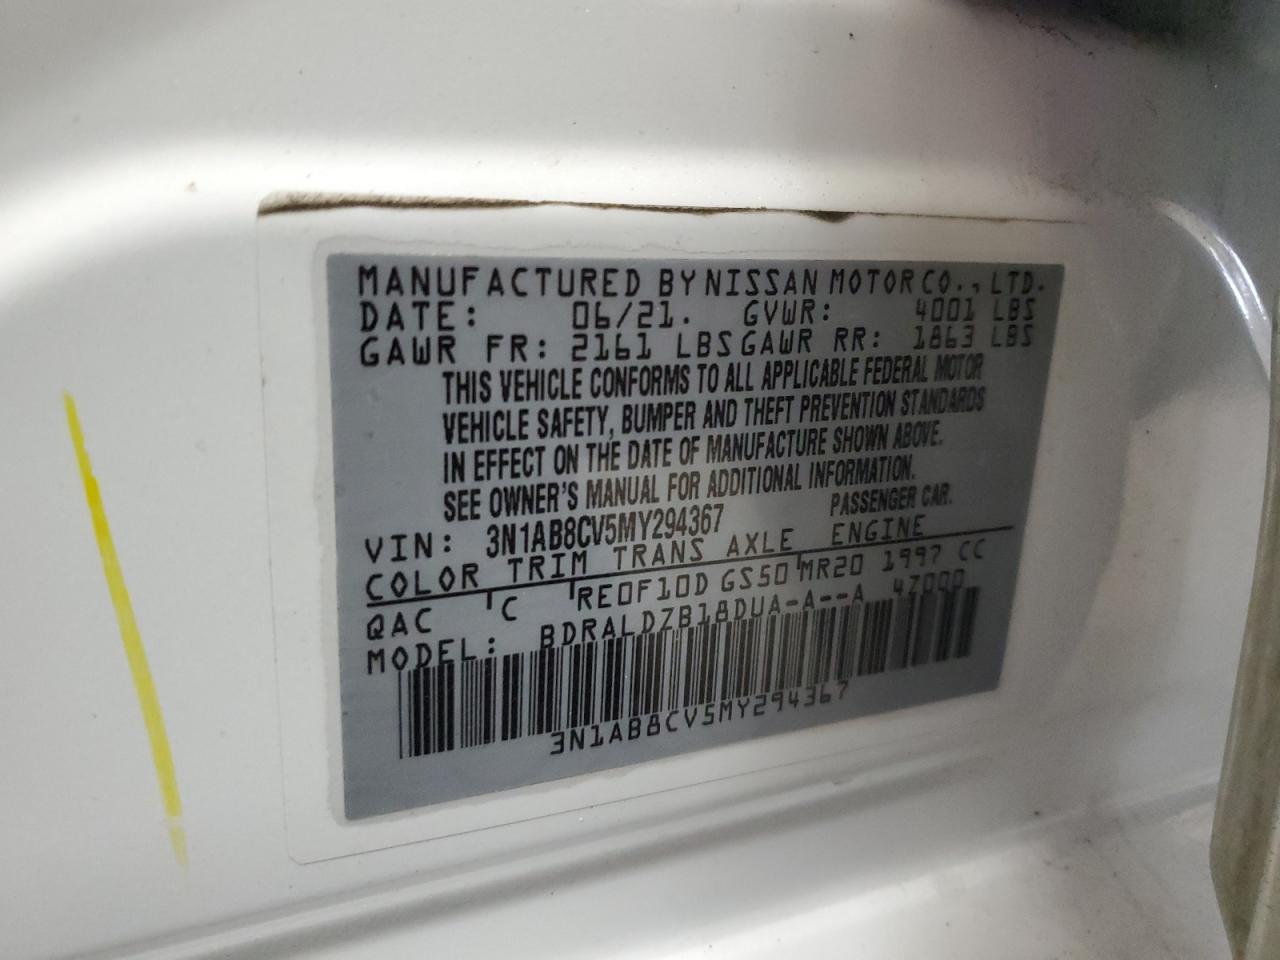 MANUFACTURED BY NISSAN MOTOR CO., LTD.
DATE: 06/21. GVWR: 4001 LBS
GAWR FR: 2161 LBS GAWR RR: 1863 LBS
THIS VEHICLE CONFORMS TO ALL APPLICABLE FEDERAL MOTOR
VEHICLE SAFETY, BUMPER AND THEFT PREVENTION STANDARDS
IN EFFECT ON THE DATE OF MANUFACTURE SHOWN ABOVE.
SEE OWNER'S MANUAL FOR ADDITIONAL INFORMATION.
VIN: 3N1AB8CV5MY294367 PASSENGER CAR.
COLOR TRIM TRANS AXLE ENGINE
QAC C RE0F10D GS50 MR20 1997 CC
MODEL: BDRALDZB18DUA-A--A 4Z000
3N1AB8CV5MY294367